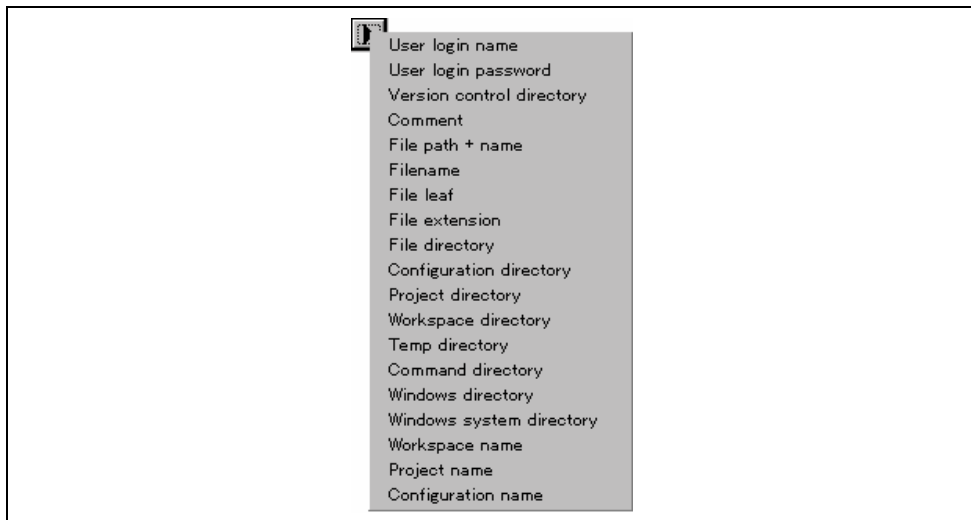 User login name
User login password
Version control directory
Comment
File path + name
Filename
File leaf
File extension
File directory
Configuration directory
Project directory
Workspace directory
Temp directory
Command directory
Windows directory
Windows system directory
Workspace name
Project name
Configuration name